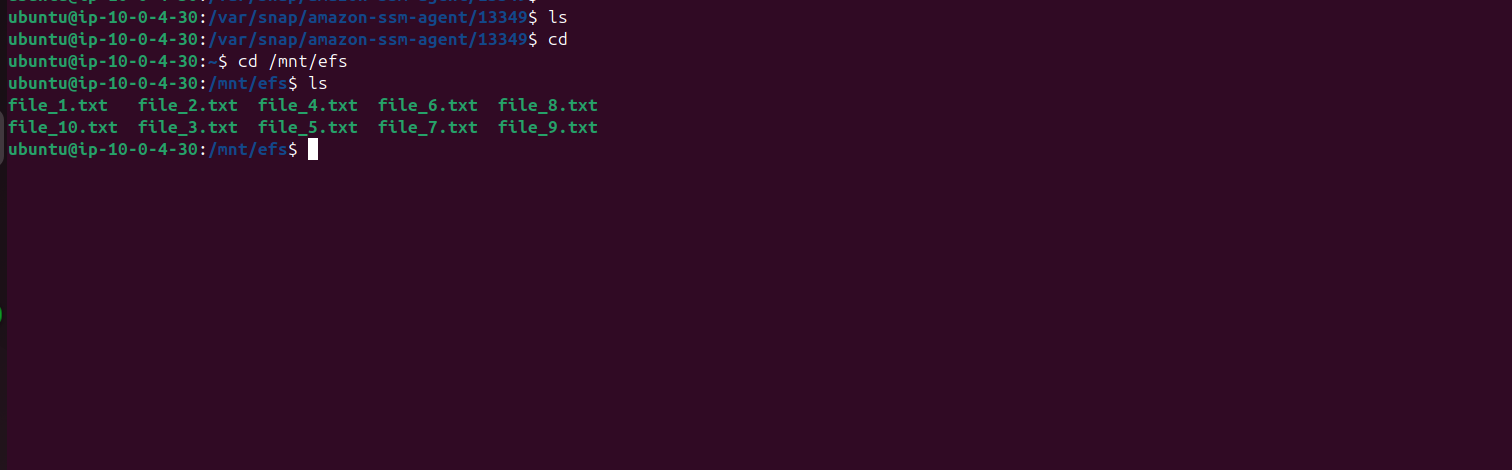 ubuntu@ip-10-0-4-30:/var/snap/amazon-ssm-agent/13349$ ls
ubuntu@ip-10-0-4-30:/var/snap/amazon-ssm-agent/13349$ cd
ubuntu@ip-10-0-4-30:~$ cd /mnt/efs
ubuntu@ip-10-0-4-30:/mnt/efs$ ls
file_1.txt   file_2.txt  file_4.txt  file_6.txt  file_8.txt
file_10.txt  file_3.txt  file_5.txt  file_7.txt  file_9.txt
ubuntu@ip-10-0-4-30:/mnt/efs$